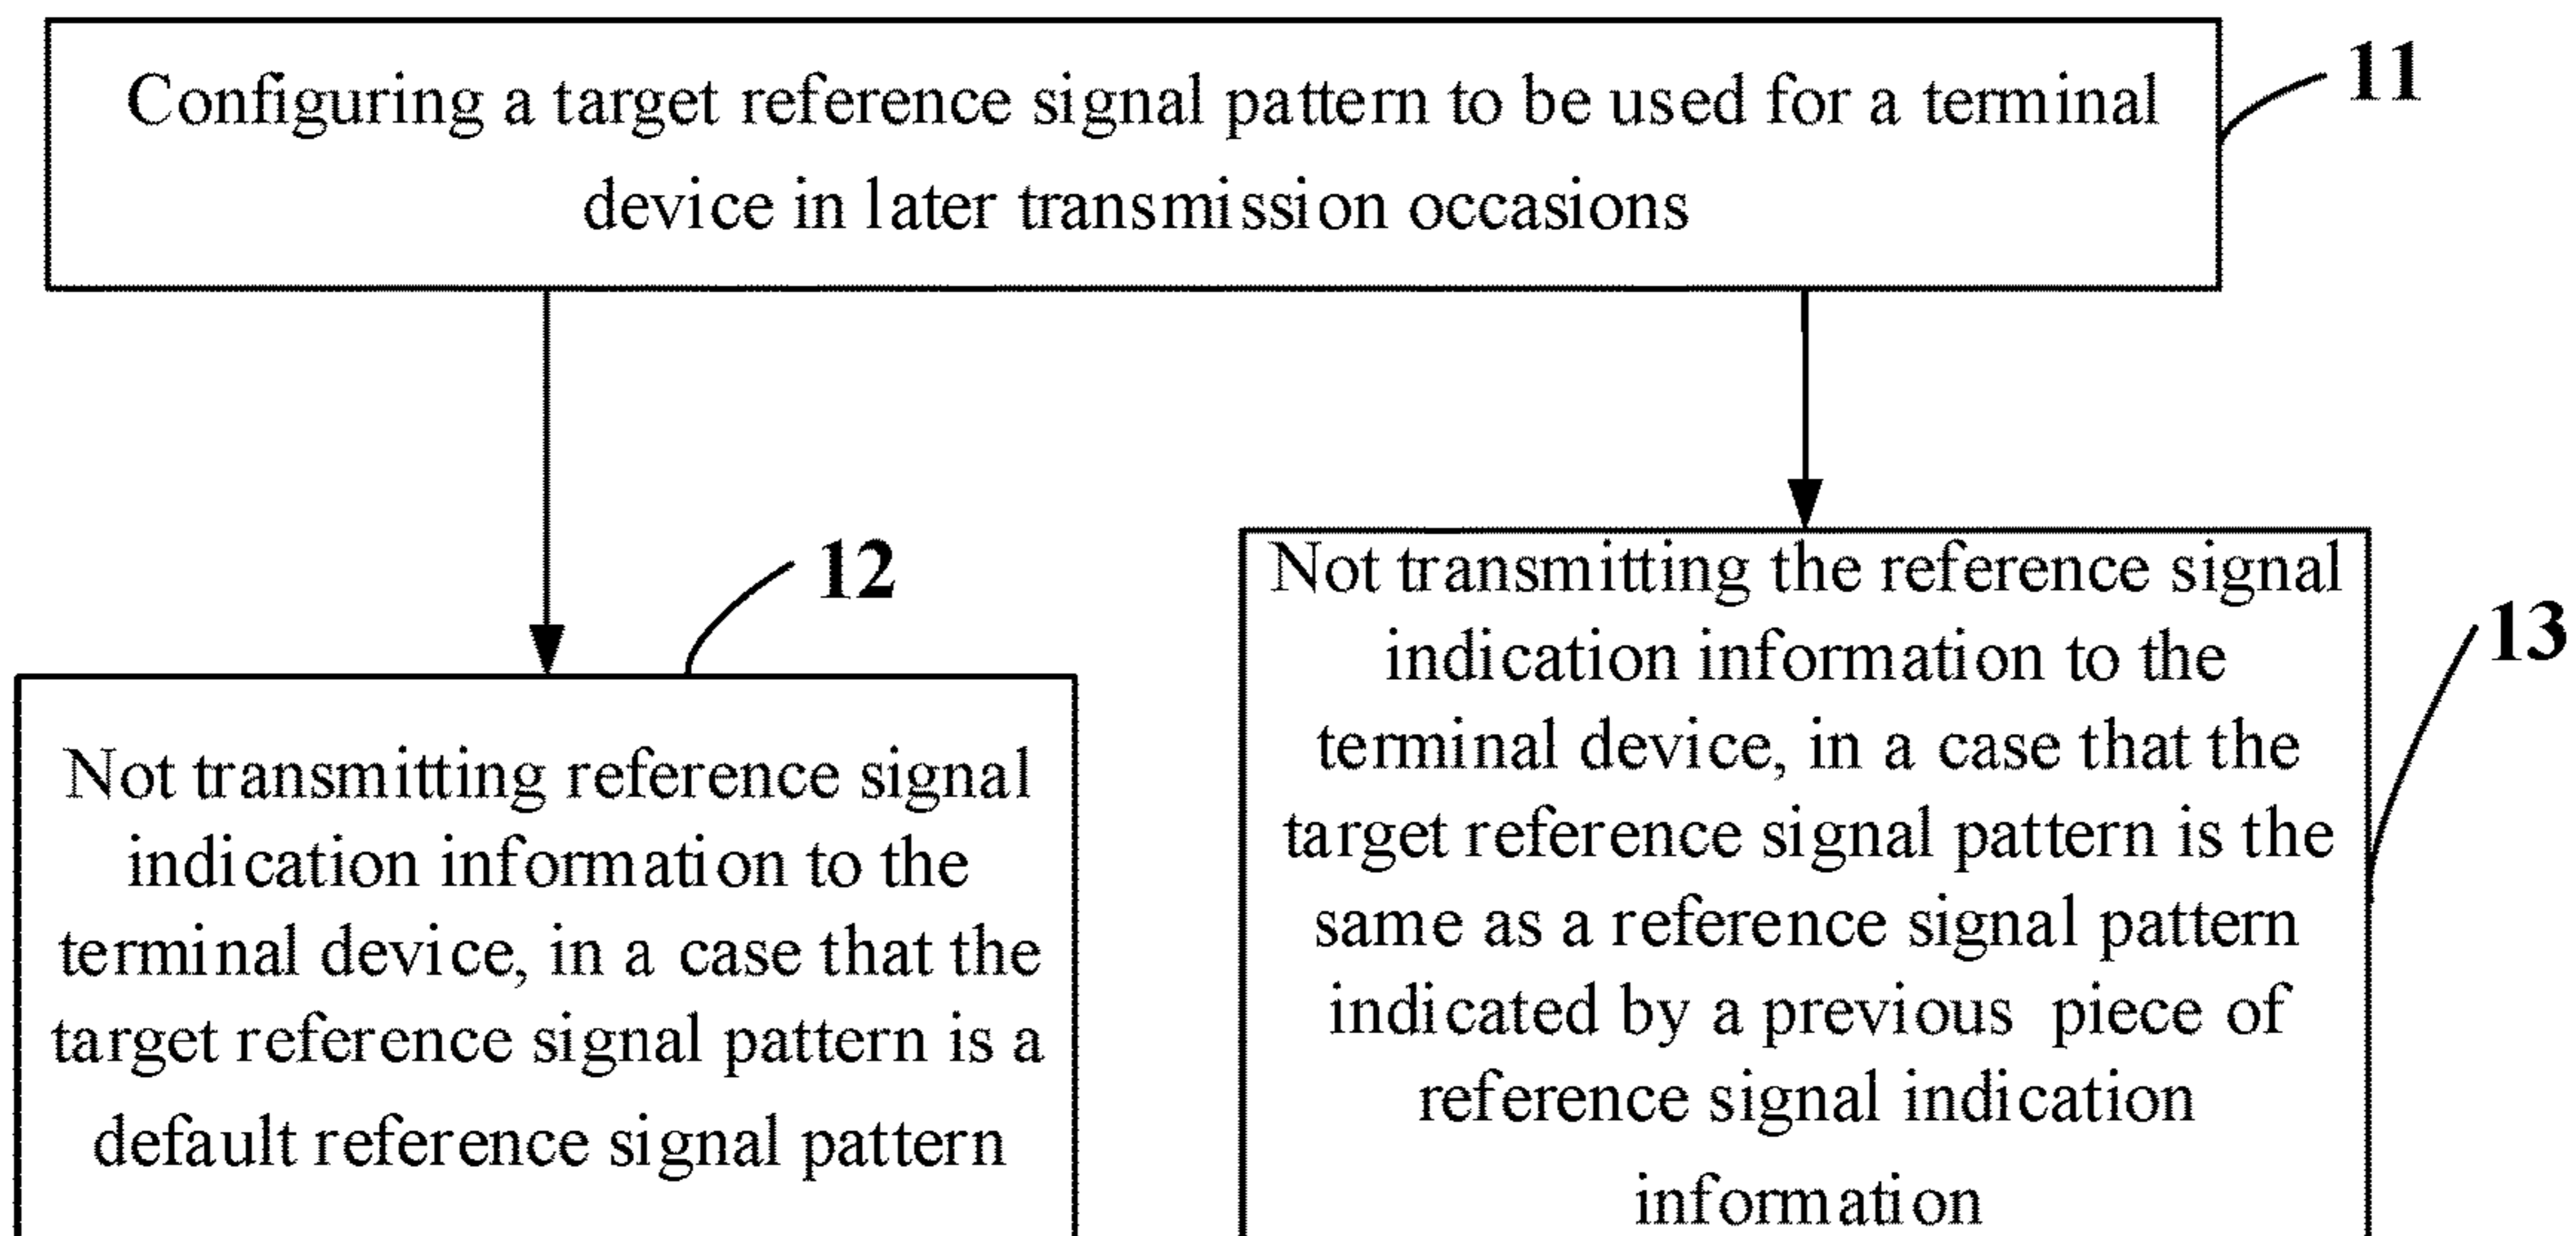 Configuring a target reference signal pattern to be used for a terminal
device in later transmission occasions
11
12
Not transmitting reference signal
indication information to the
terminal device, in a case that the
target reference signal pattern is a
default reference signal pattern
13
Not transmitting the reference signal
indication information to the
terminal device, in a case that the
target reference signal pattern is the
same as a reference signal pattern
indicated by a previous piece of
reference signal indication
information